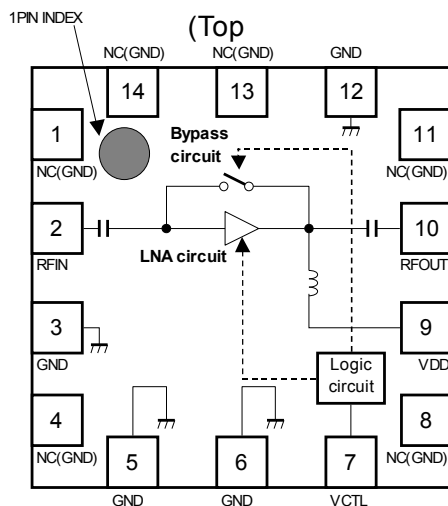 (Top
1PIN INDEX
NC(GND)
NC(GND)
GND
14
13
12
1
11
Bypass
circuit
NC(GND)
NC(GND)
2
10
RFIN
LNA circuit
RFOUT
3
9
GND
VDD
Logic
circuit
4
8
NC(GND)
5
6
7
NC(GND)
GND
GND
VCTL